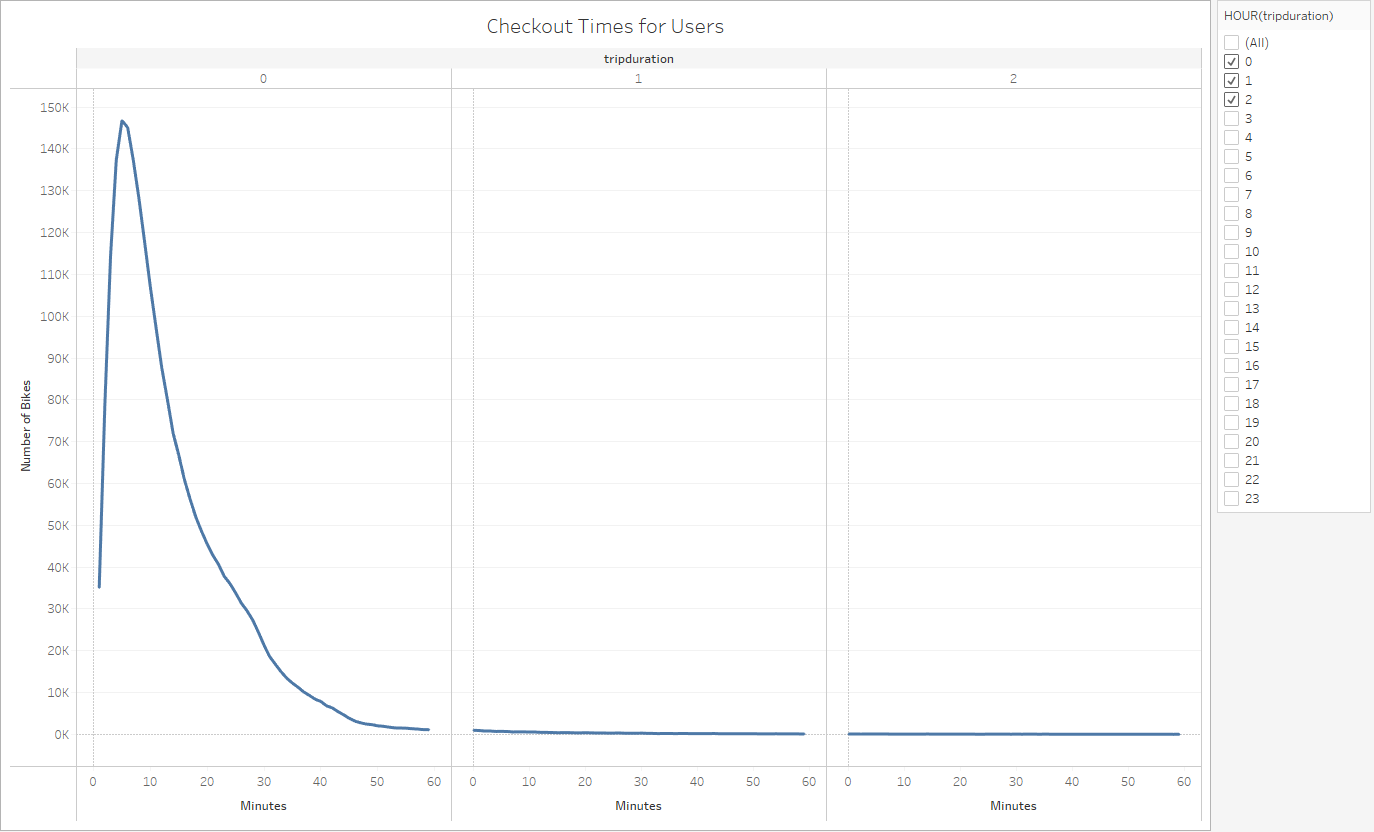 Checkout Times for Users
tripduration
0 1 2
150K
140K
130K
120K
110K
100K
90K
80K
70K
60K
50K
40K
30K
20K
10K
0K
Number of Bikes
0 10 20 30 40 50 60 0 10 20 30 40 50 60 0 10 20 30 40 50 60
Minutes Minutes Minutes
HOUR(tripduration)
(All)
0
1
2
3
4
5
6
7
8
9
10
11
12
13
14
15
16
17
18
19
20
21
22
23